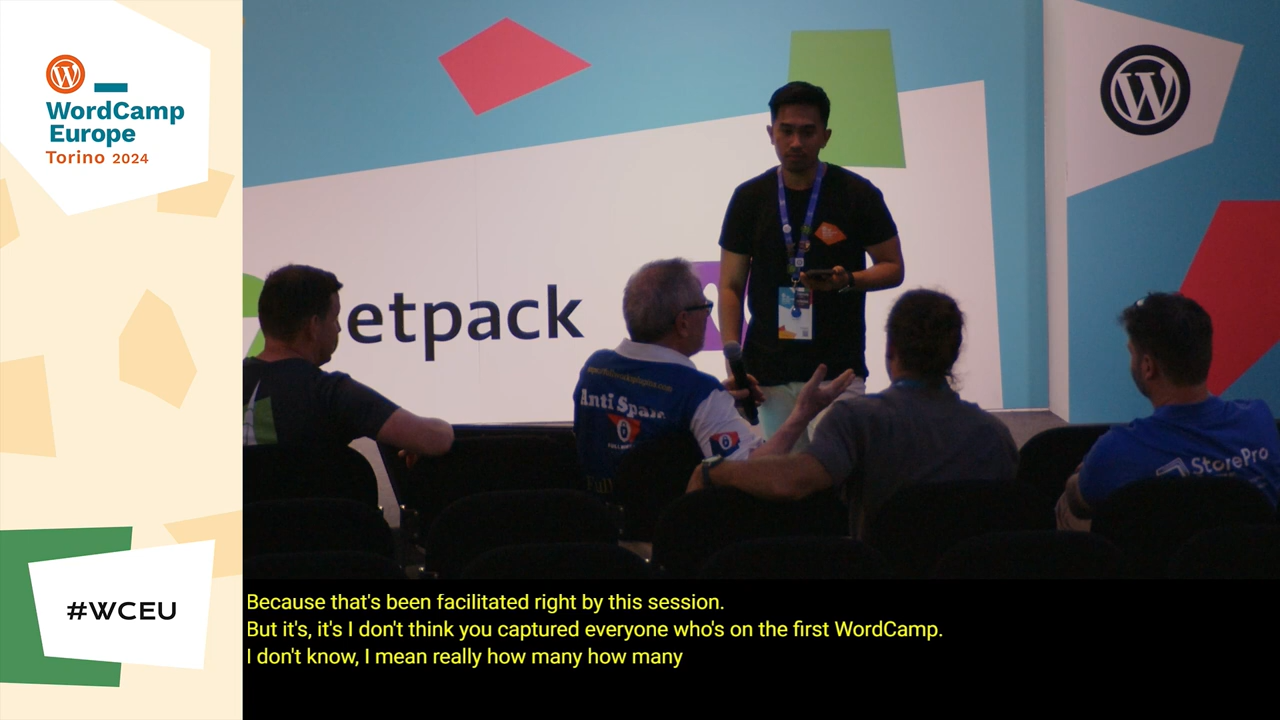 WordCamp
Europe
Torino 2024
#WCEU
etpack
Anti Spam
StorePro
Because that's been facilitated right by this session.
But it's, it's I don't think you captured everyone who's on the first WordCamp.
I don't know, I mean really how many how many